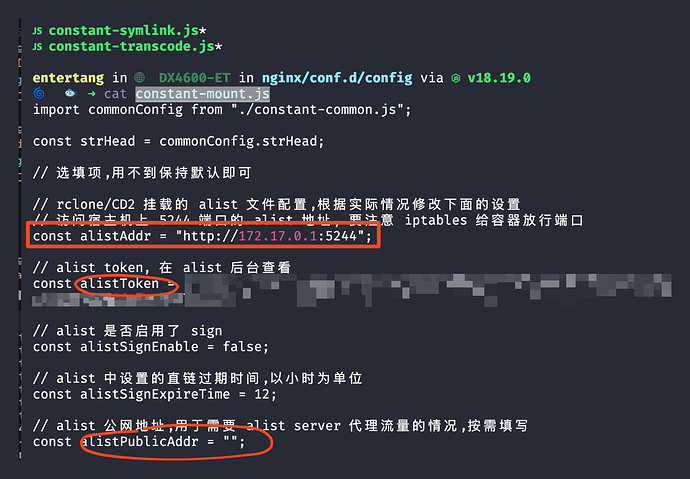 JS constant-symlink.js*
JS constant-transcode.js*
entertang in DX4600-ET in nginx/conf.d/config via v18.19.0
➜ cat constant-mount.js
import commonConfig from "./constant-common.js";
const strHead = commonConfig.strHead;
// 选填项,用不到保持默认即可
// rclone/CD2 挂载的 alist 文件配置,根据实际情况修改下面的设置
// 访问宿主机上 5244 端口的 alist 地址, 要注意 iptables 给容器放行端口
const alistAddr = "http://172.17.0.1:5244";
// alist token, 在 alist 后台查看
const alistToken =
// alist 是否启用了 sign
const alistSignEnable = false;
// alist 中设置的直链过期时间,以小时为单位
const alistSignExpireTime = 12;
// alist 公网地址,用于需要 alist server 代理流量的情况,按需填写
const alistPublicAddr = "";